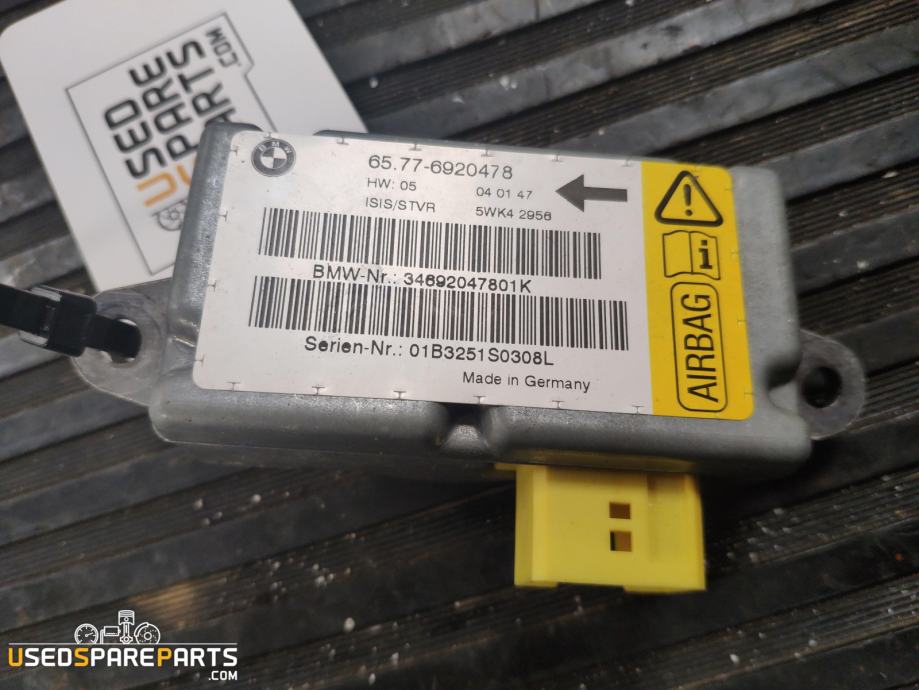 USED
SPARE
PARTS
.COM
BMW
65.77-6920478
HW: 05 04 01 47
ISIS/STVR 5WK4 2956
BMW-Nr.: 34692047801K
Serien-Nr.: 01B3251S0308L
Made in Germany
AIRBAG
USEDSPAREPARTS.COM